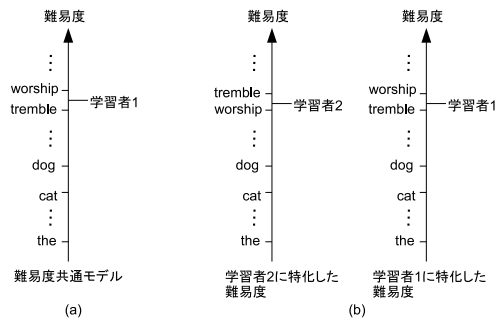 難易度
⋮
worship
tremble
学習者1
⋮
dog
cat
⋮
the
難易度共通モデル
(a)
難易度
⋮
tremble
worship
学習者2
⋮
dog
cat
⋮
the
学習者2に特化した
難易度
難易度
⋮
worship
tremble
学習者1
⋮
dog
cat
⋮
the
学習者1に特化した
難易度
(b)